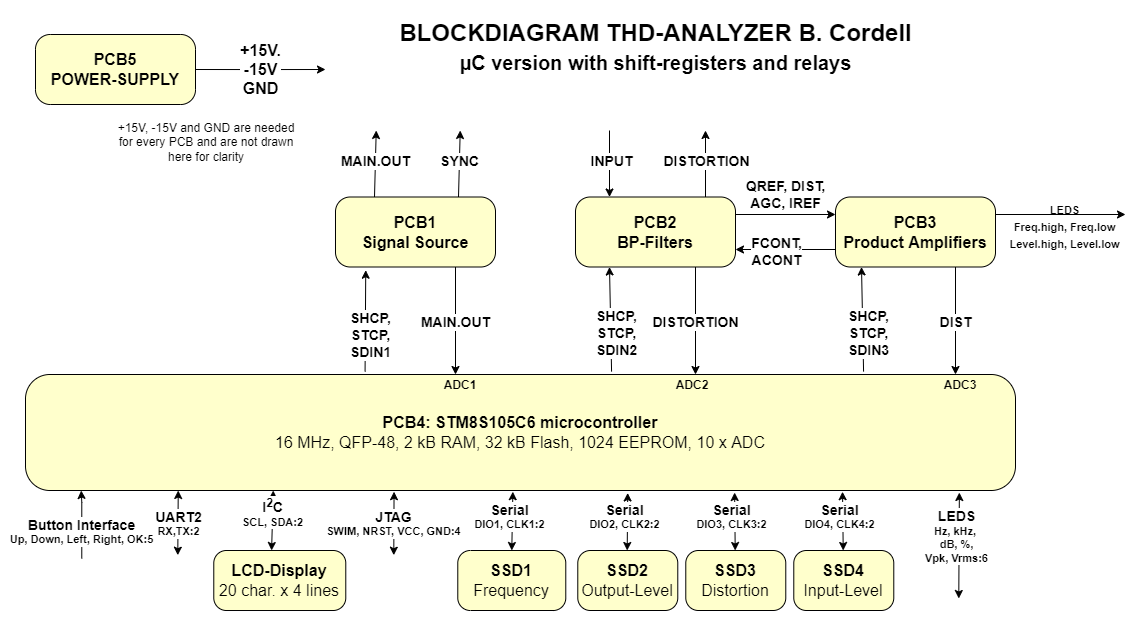 BLOCKDIAGRAM THD-ANALYZER B. Cordell
µC version with shift-registers and relays
PCB5
POWER-SUPPLY
+15V.
-15V
GND
+15V, -15V and GND are needed
for every PCB and are not drawn
here for clarity
MAIN.OUT
SYNC
INPUT
DISTORTION
PCB1
Signal Source
PCB2
BP-Filters
QREF, DIST,
AGC, IREF
FCONT,
ACONT
PCB3
Product Amplifiers
LEDS
Freq.high, Freq.low
Level.high, Level.low
SHCP,
STCP,
SDIN1
MAIN.OUT
SHCP,
STCP,
SDIN2
DISTORTION
SHCP,
STCP,
SDIN3
DIST
ADC1
ADC2
ADC3
PCB4: STM8S105C6 microcontroller
16 MHz, QFP-48, 2 kB RAM, 32 kB Flash, 1024 EEPROM, 10 x ADC
Button Interface
Up, Down, Left, Right, OK:5
UART2
RX,TX:2
I²C
SCL, SDA:2
JTAG
SWIM, NRST, VCC, GND:4
Serial
DIO1, CLK1:2
Serial
DIO2, CLK2:2
Serial
DIO3, CLK3:2
Serial
DIO4, CLK4:2
LEDS
Hz, kHz,
dB, %,
Vpk, Vrms:6
LCD-Display
20 char. x 4 lines
SSD1
Frequency
SSD2
Output-Level
SSD3
Distortion
SSD4
Input-Level